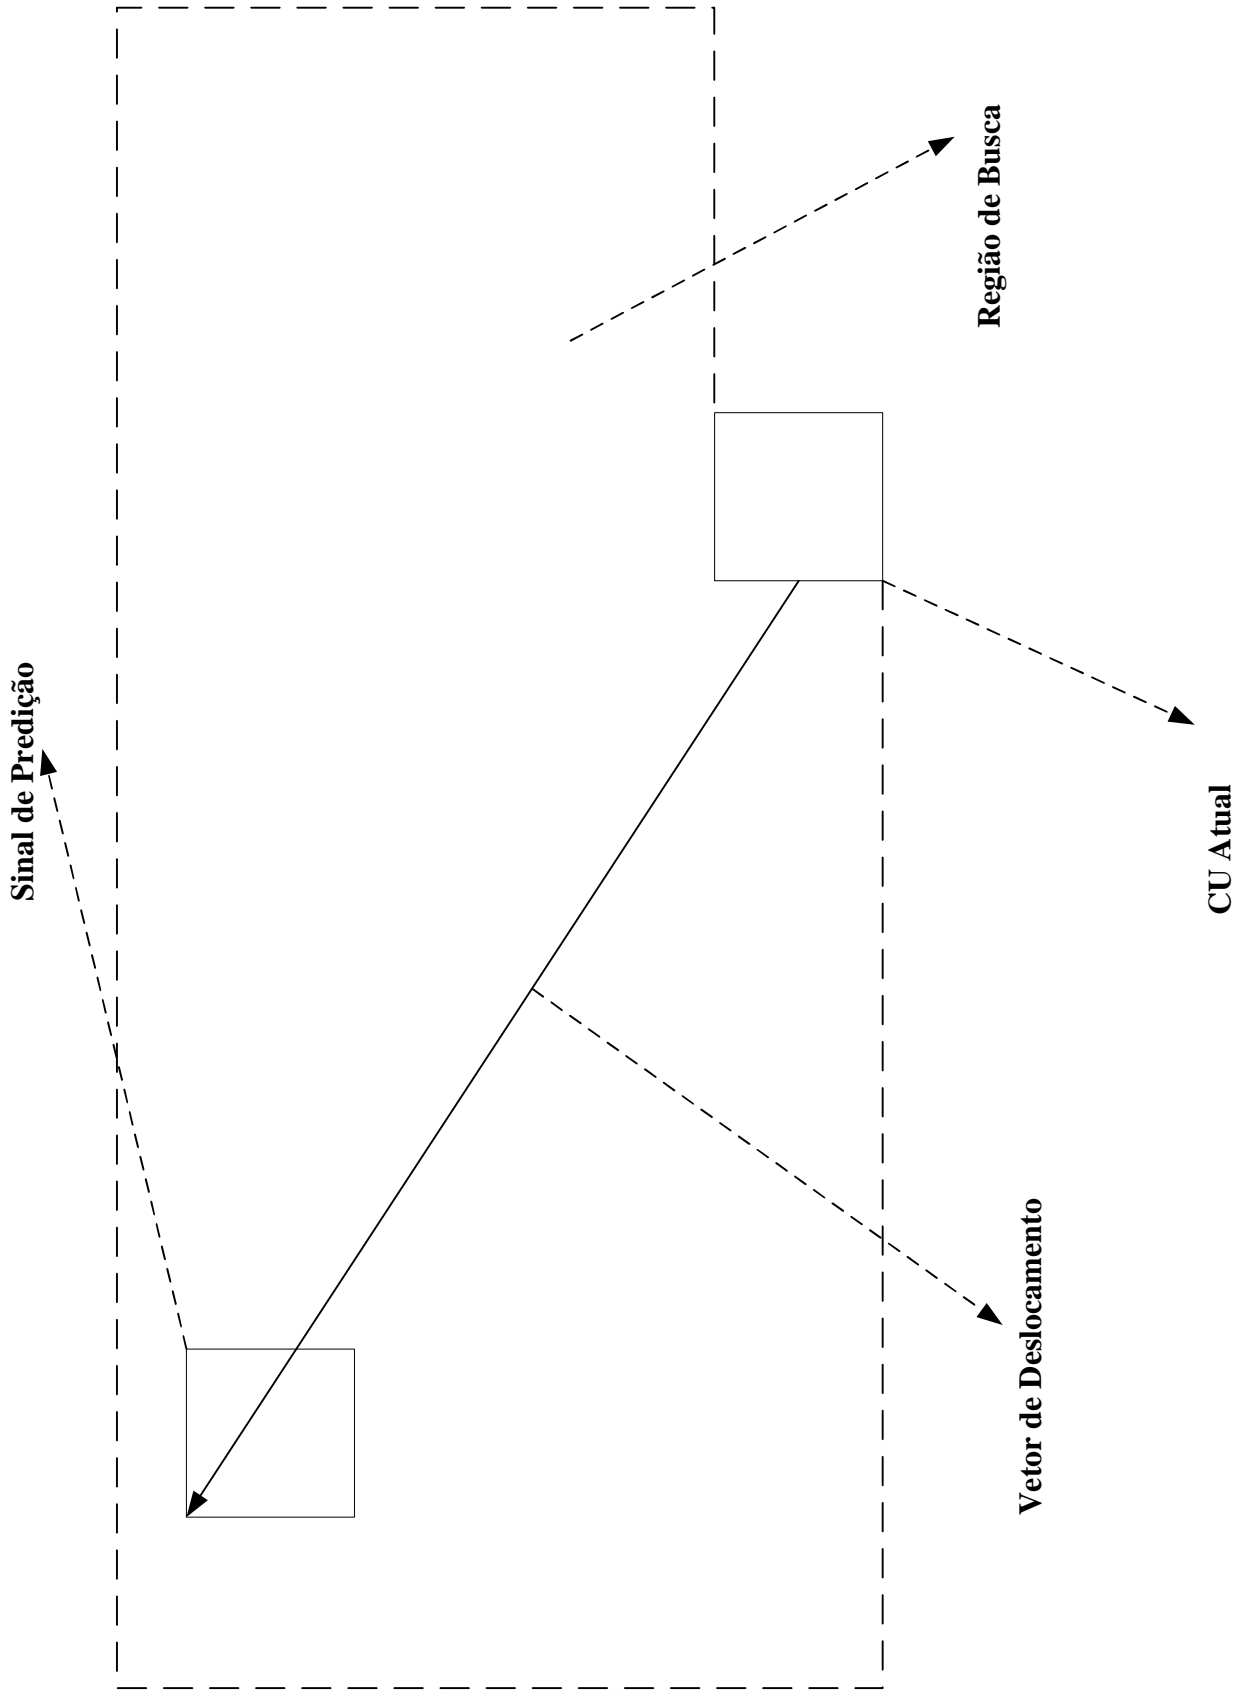 Sinal de Predição
Região de Busca
Vetor de Deslocamento
CU Atual